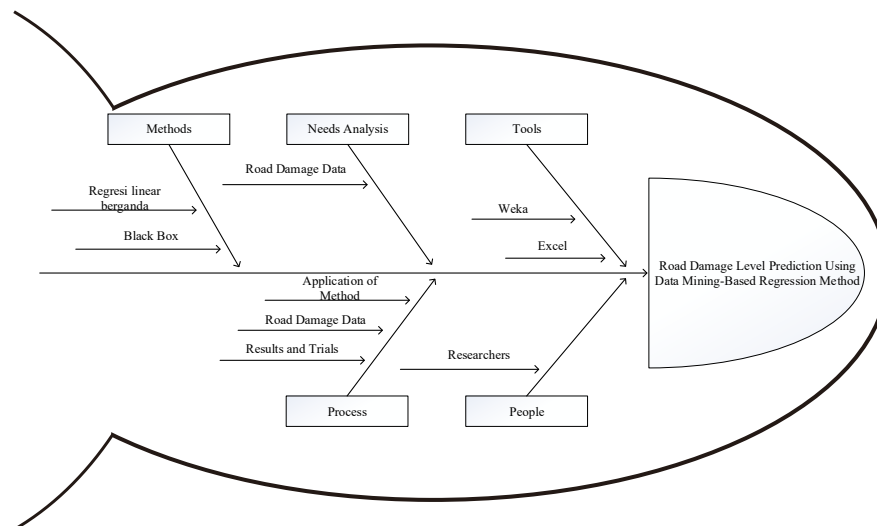 Methods
Needs Analysis
Tools
Road Damage Data
Regresi linear
berganda
Weka
Black Box
Excel
Road Damage Level Prediction Using
Data Mining-Based Regression Method
Application of
Method
Road Damage Data
Results and Trials
Researchers
Process
People